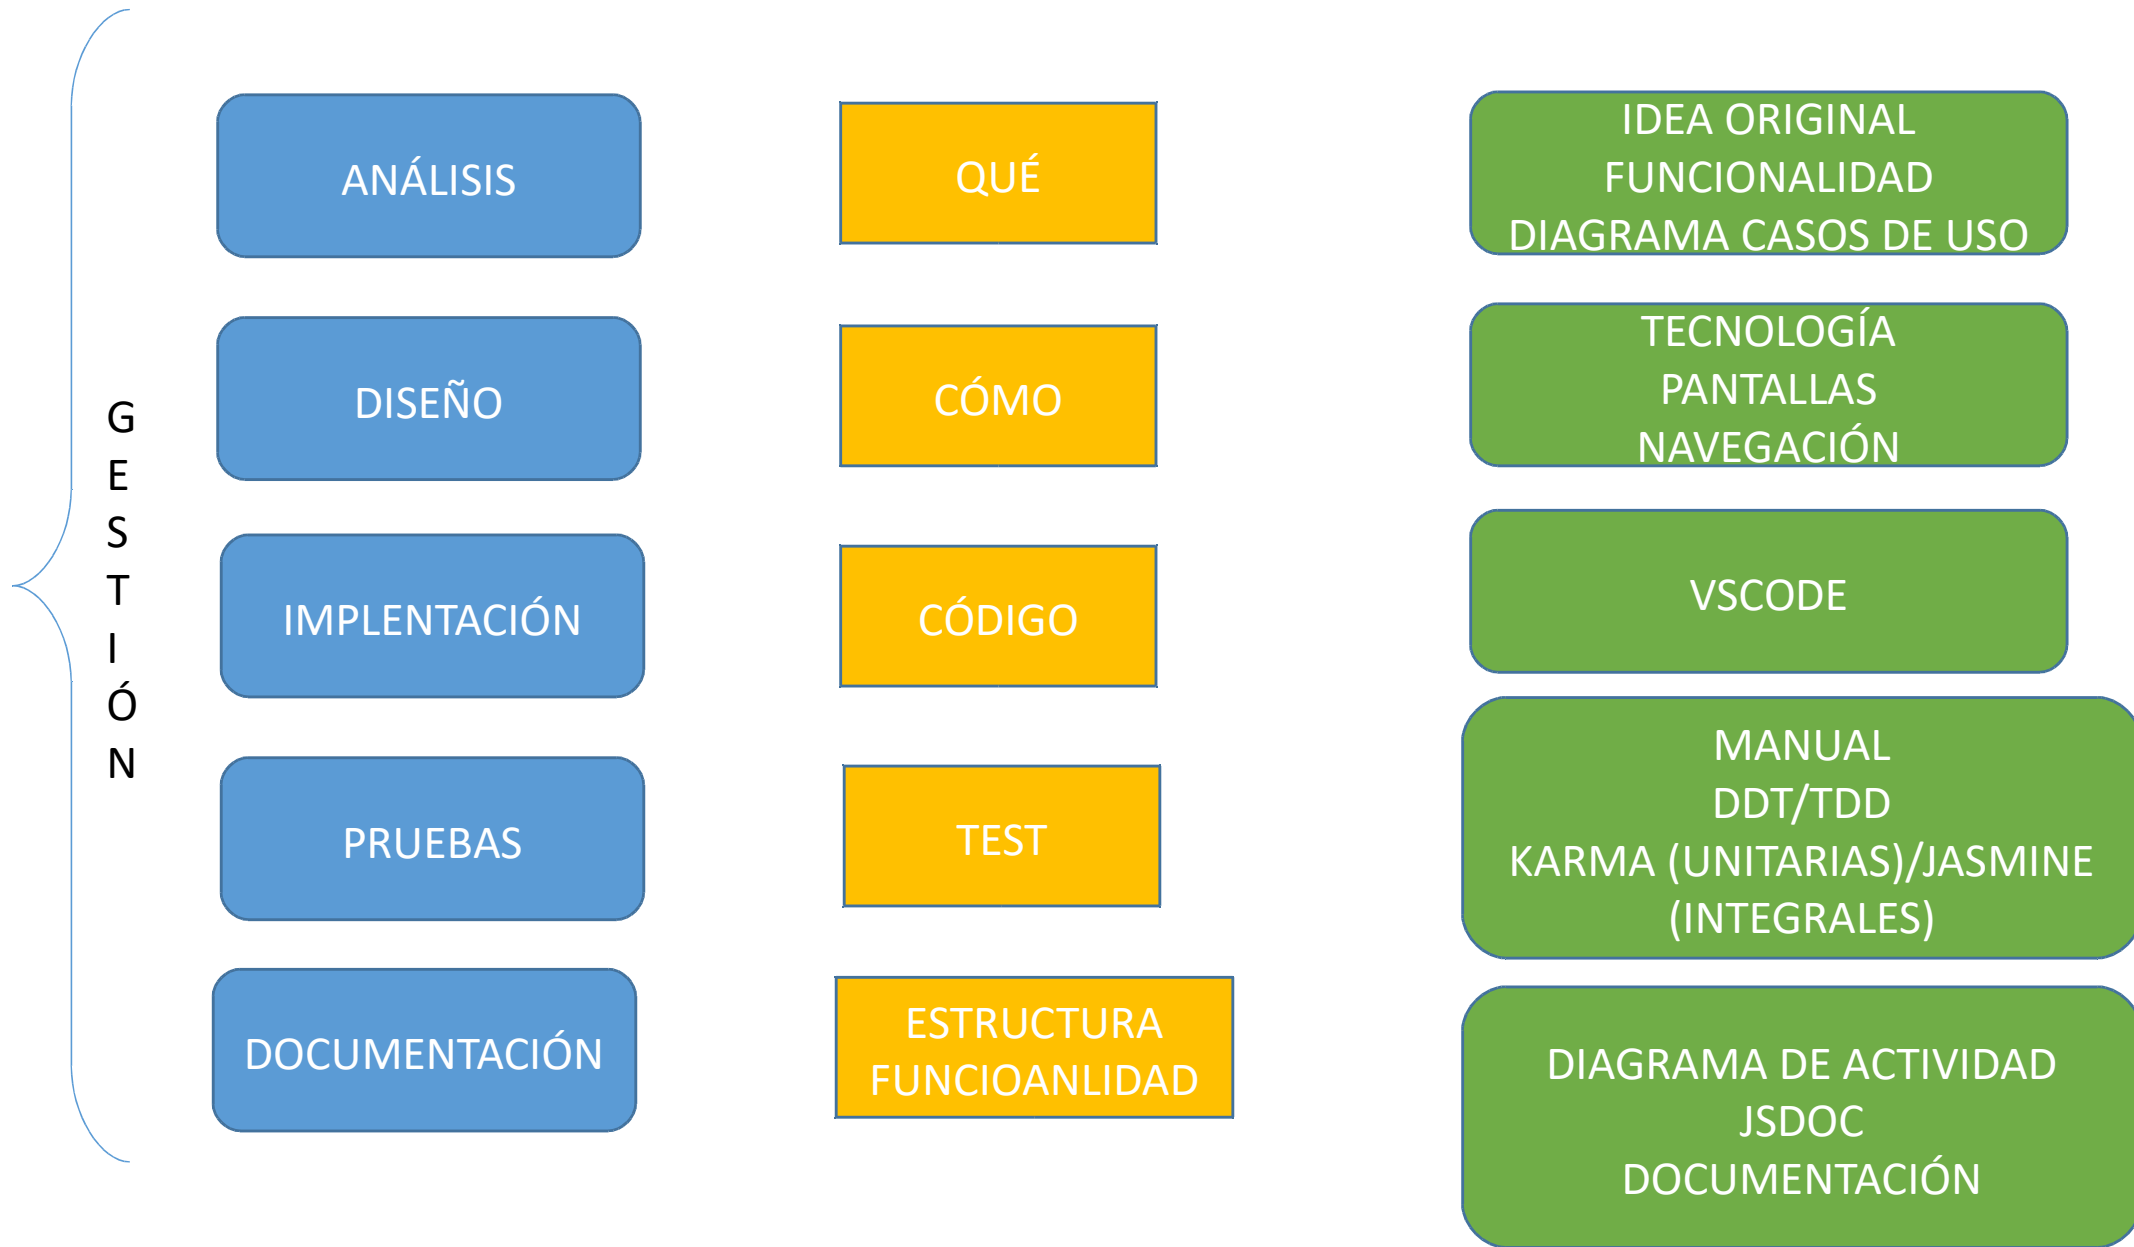 G
E
S
T
I
Ó
N
ANÁLISIS
QUÉ
IDEA ORIGINAL
FUNCIONALIDAD
DIAGRAMA CASOS DE USO
DISEÑO
CÓMO
TECNOLOGÍA
PANTALLAS
NAVEGACIÓN
IMPLENTACIÓN
CÓDIGO
VSCODE
PRUEBAS
TEST
MANUAL
DDT/TDD
KARMA (UNITARIAS)/JASMINE
(INTEGRALES)
DOCUMENTACIÓN
ESTRUCTURA
FUNCIOANLIDAD
DIAGRAMA DE ACTIVIDAD
JSDOC
DOCUMENTACIÓN